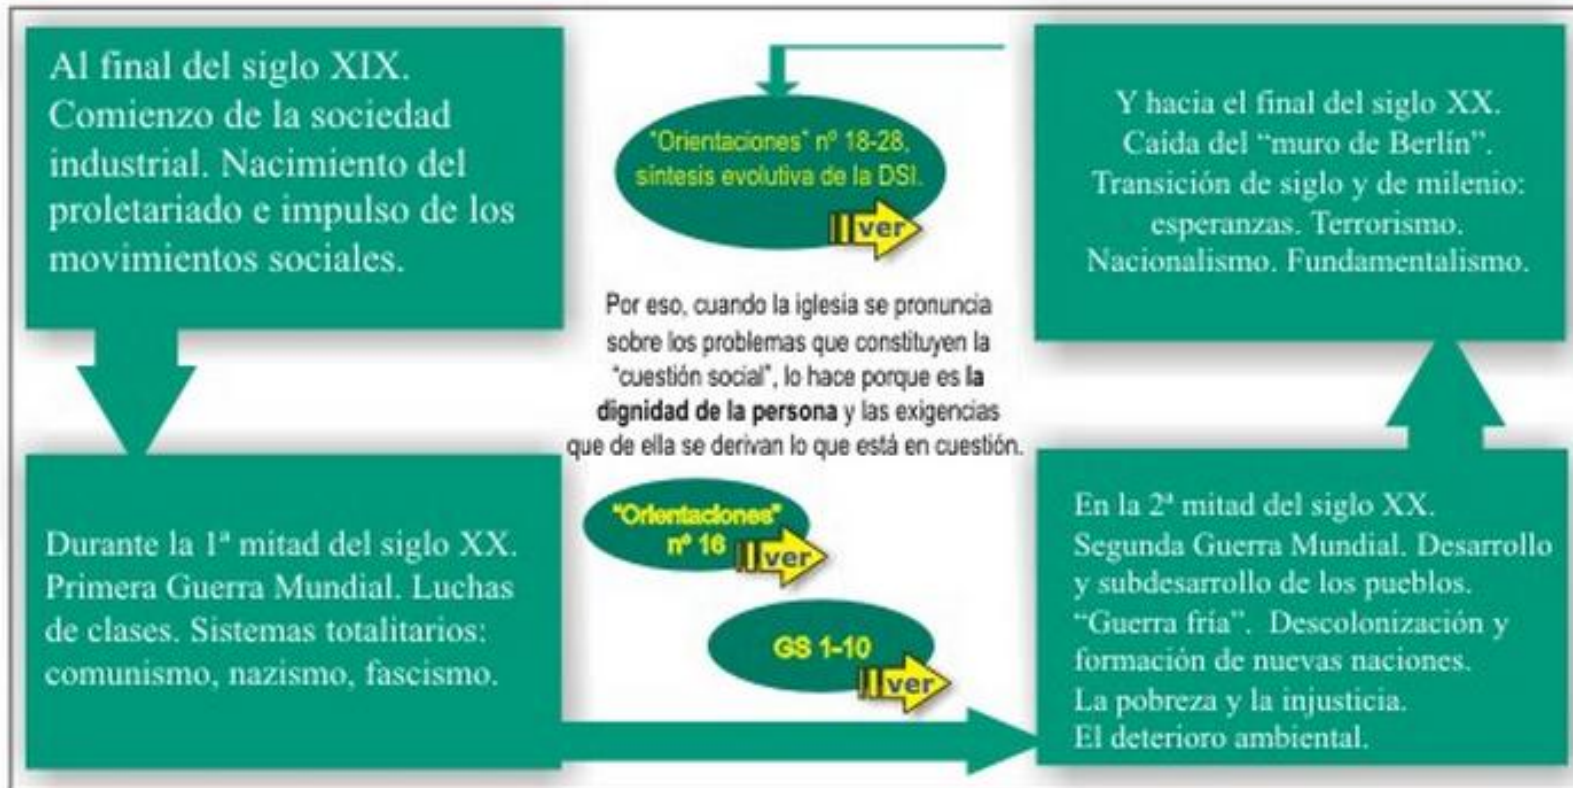 Al final del siglo XIX.
Comienzo de la sociedad
industrial. Nacimiento del
proletariado e impulso de los
movimientos sociales.
Durante la 1ª mitad del siglo XX.
Primera Guerra Mundial. Luchas
de clases. Sistemas totalitarios:
comunismo, nazismo, fascismo.
"Orientaciones" nº 18-28,
síntesis evolutiva de la DSI.
ver
Por eso, cuando la iglesia se pronuncia
sobre los problemas que constituyen la
"cuestión social", lo hace porque es la
dignidad de la persona y las exigencias
que de ella se derivan lo que está en cuestión.
"Orientaciones"
nº 16
ver
GS 1-10
ver
En la 2ª mitad del siglo XX.
Segunda Guerra Mundial. Desarrollo
y subdesarrollo de los pueblos.
“Guerra fría”. Descolonización y
formación de nuevas naciones.
La pobreza y la injusticia.
El deterioro ambiental.
Y hacia el final del siglo XX.
Caída del “muro de Berlín”.
Transición de siglo y de milenio:
esperanzas. Terrorismo.
Nacionalismo. Fundamentalismo.